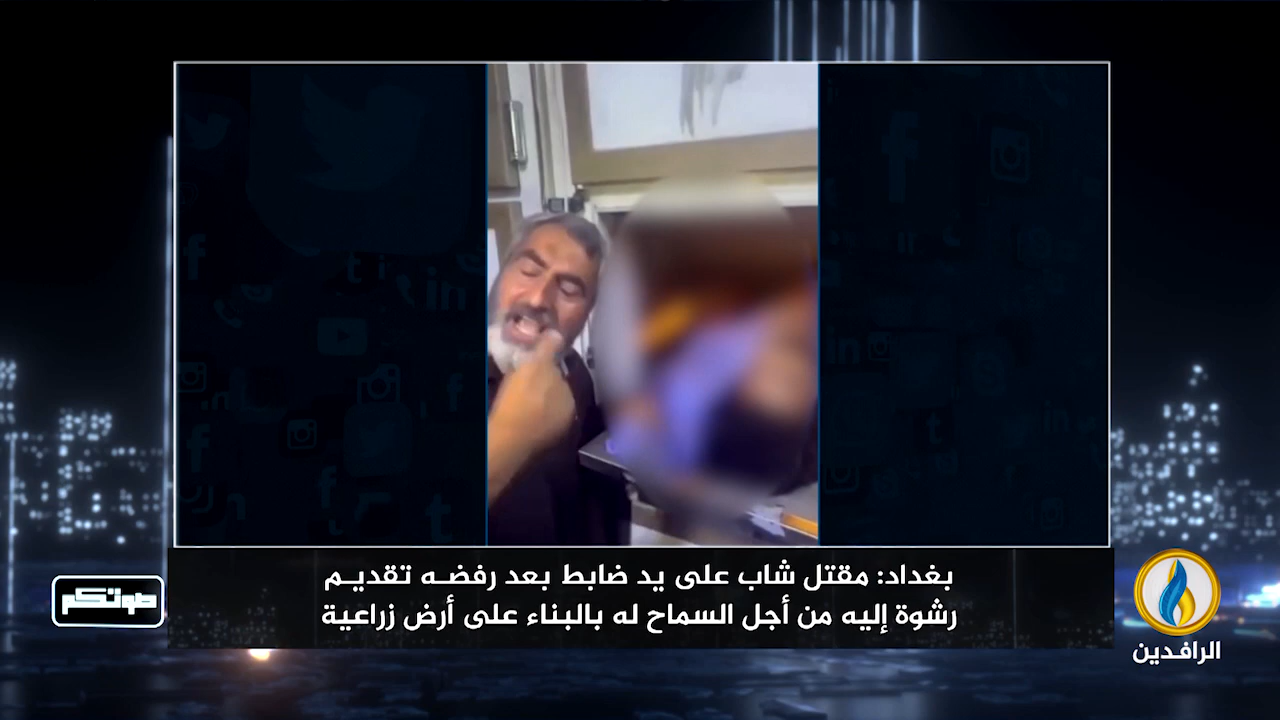 بغداد: مقتل شاب على يد ضابط بعد رفضه تقديم
رشوة إليه من أجل السماح له بالبناء على أرض زراعية
صوتكم
الرافدين